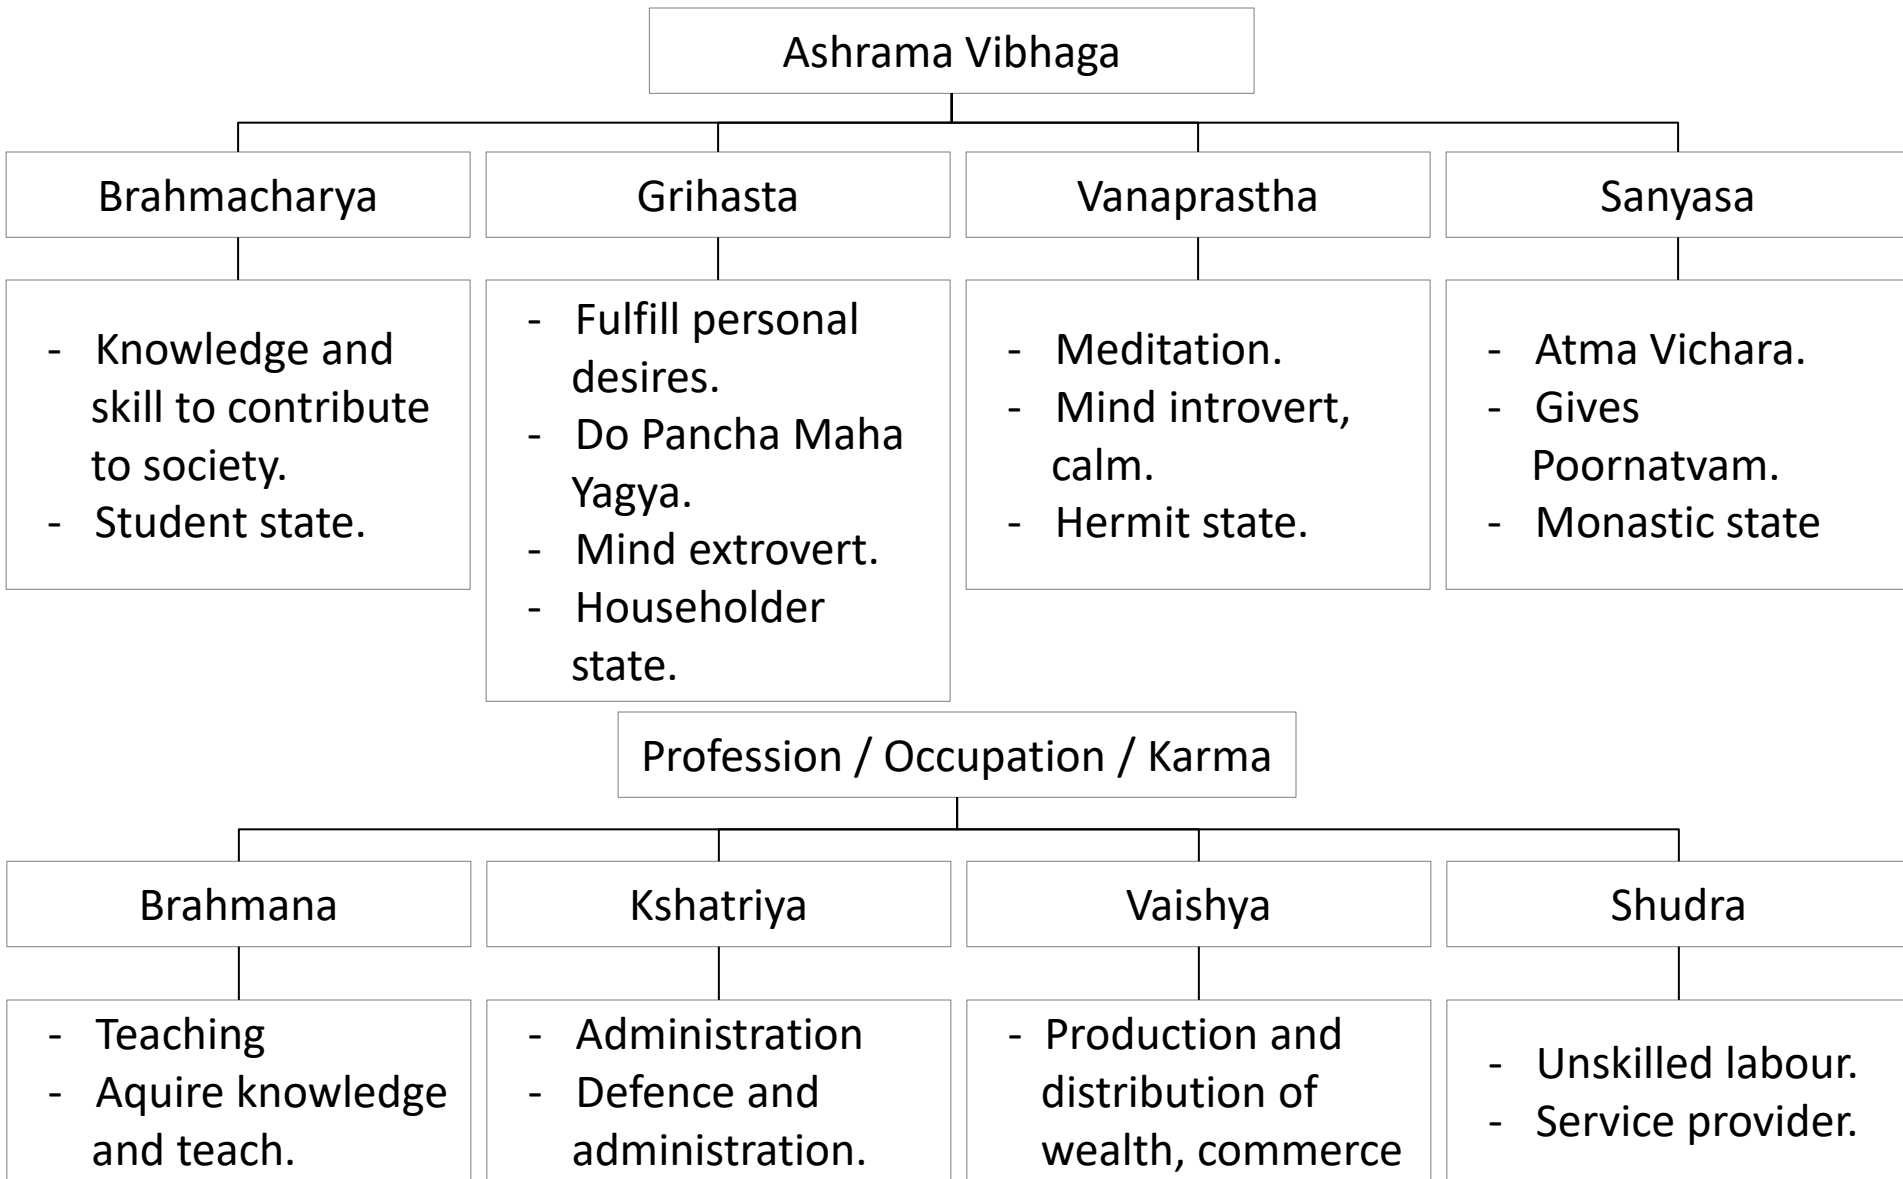 Ashrama Vibhaga
Brahmacharya
Grihasta
Vanaprastha
Sanyasa
- Knowledge and
skill to contribute
to society.
- Student state.
- Fulfill personal
desires.
- Do Pancha Maha
Yagya.
- Mind extrovert.
- Householder
state.
- Meditation.
- Mind introvert,
calm.
- Hermit state.
- Atma Vichara.
- Gives
Poornatvam.
- Monastic state
Profession / Occupation / Karma
Brahmana
Kshatriya
Vaishya
Shudra
- Teaching
- Aquire knowledge
and teach.
- Administration
- Defence and
administration.
- Production and
distribution of
wealth, commerce
- Unskilled labour.
- Service provider.